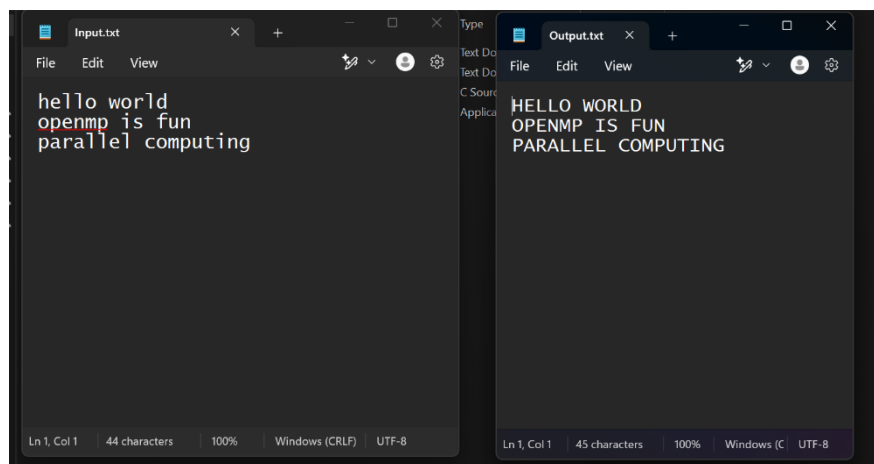 Input.txt
File Edit View
hello world
openmp is fun
parallel computing
Ln 1, Col 1 44 characters 100% Windows (CRLF) UTF-8
Type
Text Do
Text Do
C Sourc
Applica
Output.txt
File Edit View
HELLO WORLD
OPENMP IS FUN
PARALLEL COMPUTING
Ln 1, Col 1 45 characters 100% Windows (C UTF-8